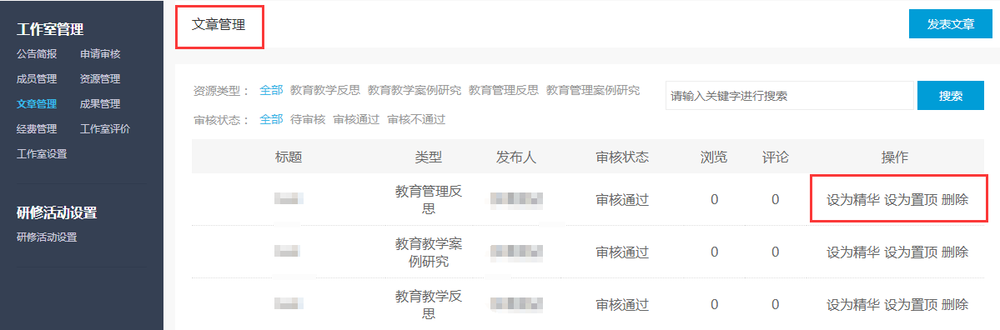 工作室管理
公告简报 申请审核
成员管理 资源管理
文章管理 成果管理
经费管理 工作室评价
工作室设置
研修活动设置
研修活动设置
文章管理
发表文章
资源类型： 全部 教育教学反思 教育教学案例研究 教育管理反思 教育管理案例研究
请输入关键字进行搜索 搜索
审核状态： 全部 待审核 审核通过 审核不通过
标题 类型 发布人 审核状态 浏览 评论 操作
教育管理反
思
审核通过 0 0 设为精华 设为置顶 删除
教育教学案
例研究
审核通过 0 0 设为精华 设为置顶 删除
教育教学反
思
审核通过 0 0 设为精华 设为置顶 删除